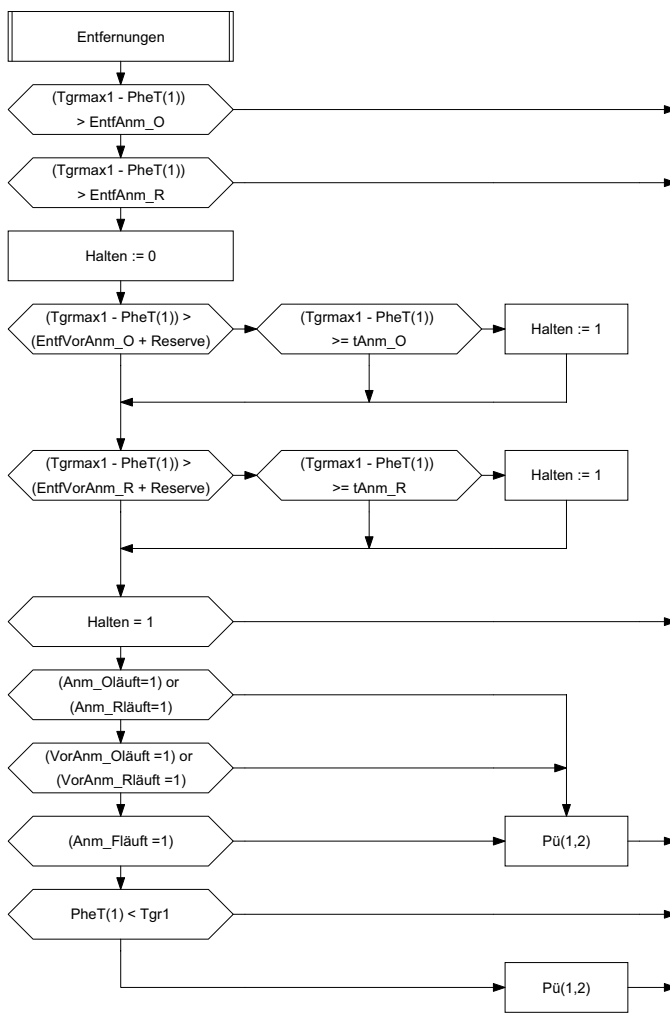 Entfernungen
(Tgrmax1 - PheT(1))
> EntfAnm_O
(Tgrmax1 - PheT(1))
> EntfAnm_R
Halten := 0
(Tgrmax1 - PheT(1)) >
(EntfVorAnm_O + Reserve)
(Tgrmax1 - PheT(1))
>= tAnm_O
Halten := 1
(Tgrmax1 - PheT(1)) >
(EntfVorAnm_R + Reserve)
(Tgrmax1 - PheT(1))
>= tAnm_R
Halten := 1
Halten = 1
(Anm_Oläuft=1) or
(Anm_Rläuft=1)
(VorAnm_Oläuft =1) or
(VorAnm_Rläuft =1)
(Anm_Fläuft =1)
Pü(1,2)
PheT(1) < Tgr1
Pü(1,2)